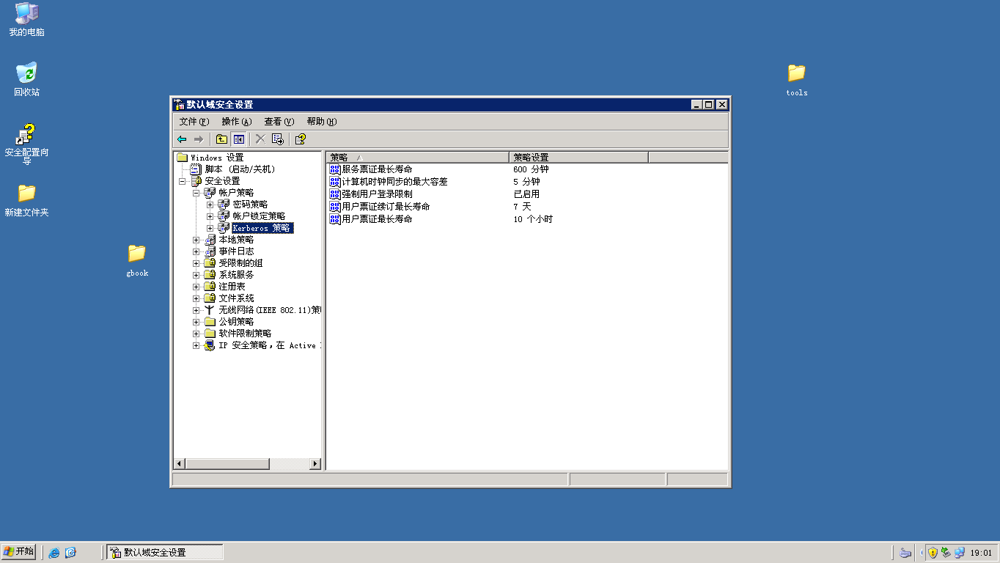 我的电脑
回收站
安全配置向
导
新建文件夹
gbook
tools
默认域安全设置
文件(F) 操作(A) 查看(V) 帮助(H)
Windows 设置
脚本 (启动/关机)
安全设置
帐户策略
密码策略
帐户锁定策略
Kerberos 策略
本地策略
事件日志
受限制的组
系统服务
注册表
文件系统
无线网络(IEEE 802.11)策
公钥策略
软件限制策略
IP 安全策略，在 Active
策略 策略设置
服务票证最长寿命 600 分钟
计算机时钟同步的最大容差 5 分钟
强制用户登录限制 已启用
用户票证续订最长寿命 7 天
用户票证最长寿命 10 个小时
开始
默认域安全设置
19:01